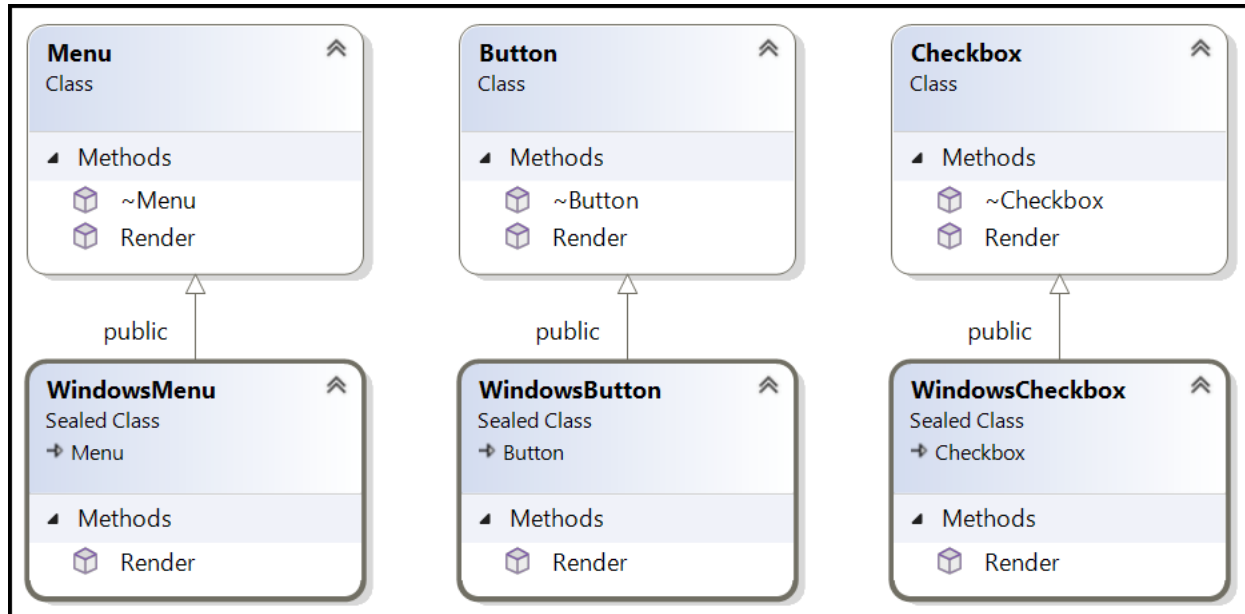 Menu
Class
Methods
~Menu
Render
public
WindowsMenu
Sealed Class
Menu
Methods
Render
Button
Class
Methods
~Button
Render
public
WindowsButton
Sealed Class
Button
Methods
Render
Checkbox
Class
Methods
~Checkbox
Render
public
WindowsCheckbox
Sealed Class
Checkbox
Methods
Render